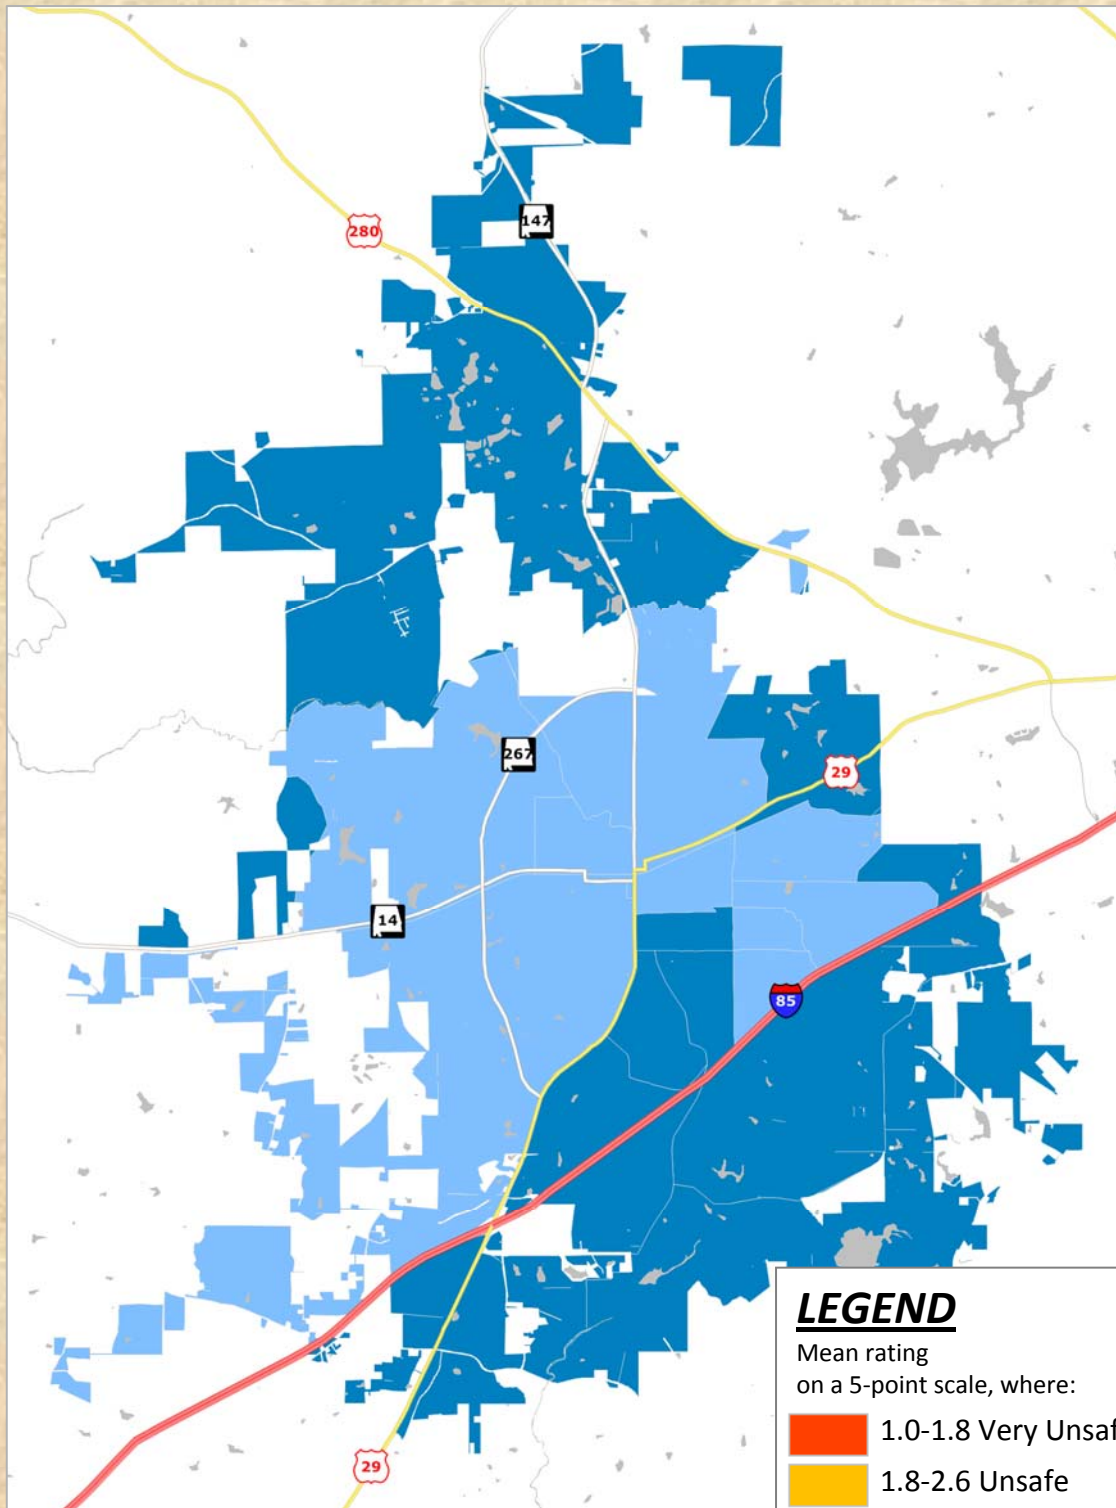 147
280
267
29
14
85
29
LEGEND
Mean rating
on a 5-point scale, where:
1.0-1.8 Very Unsaf
1.8-2.6 Unsafe